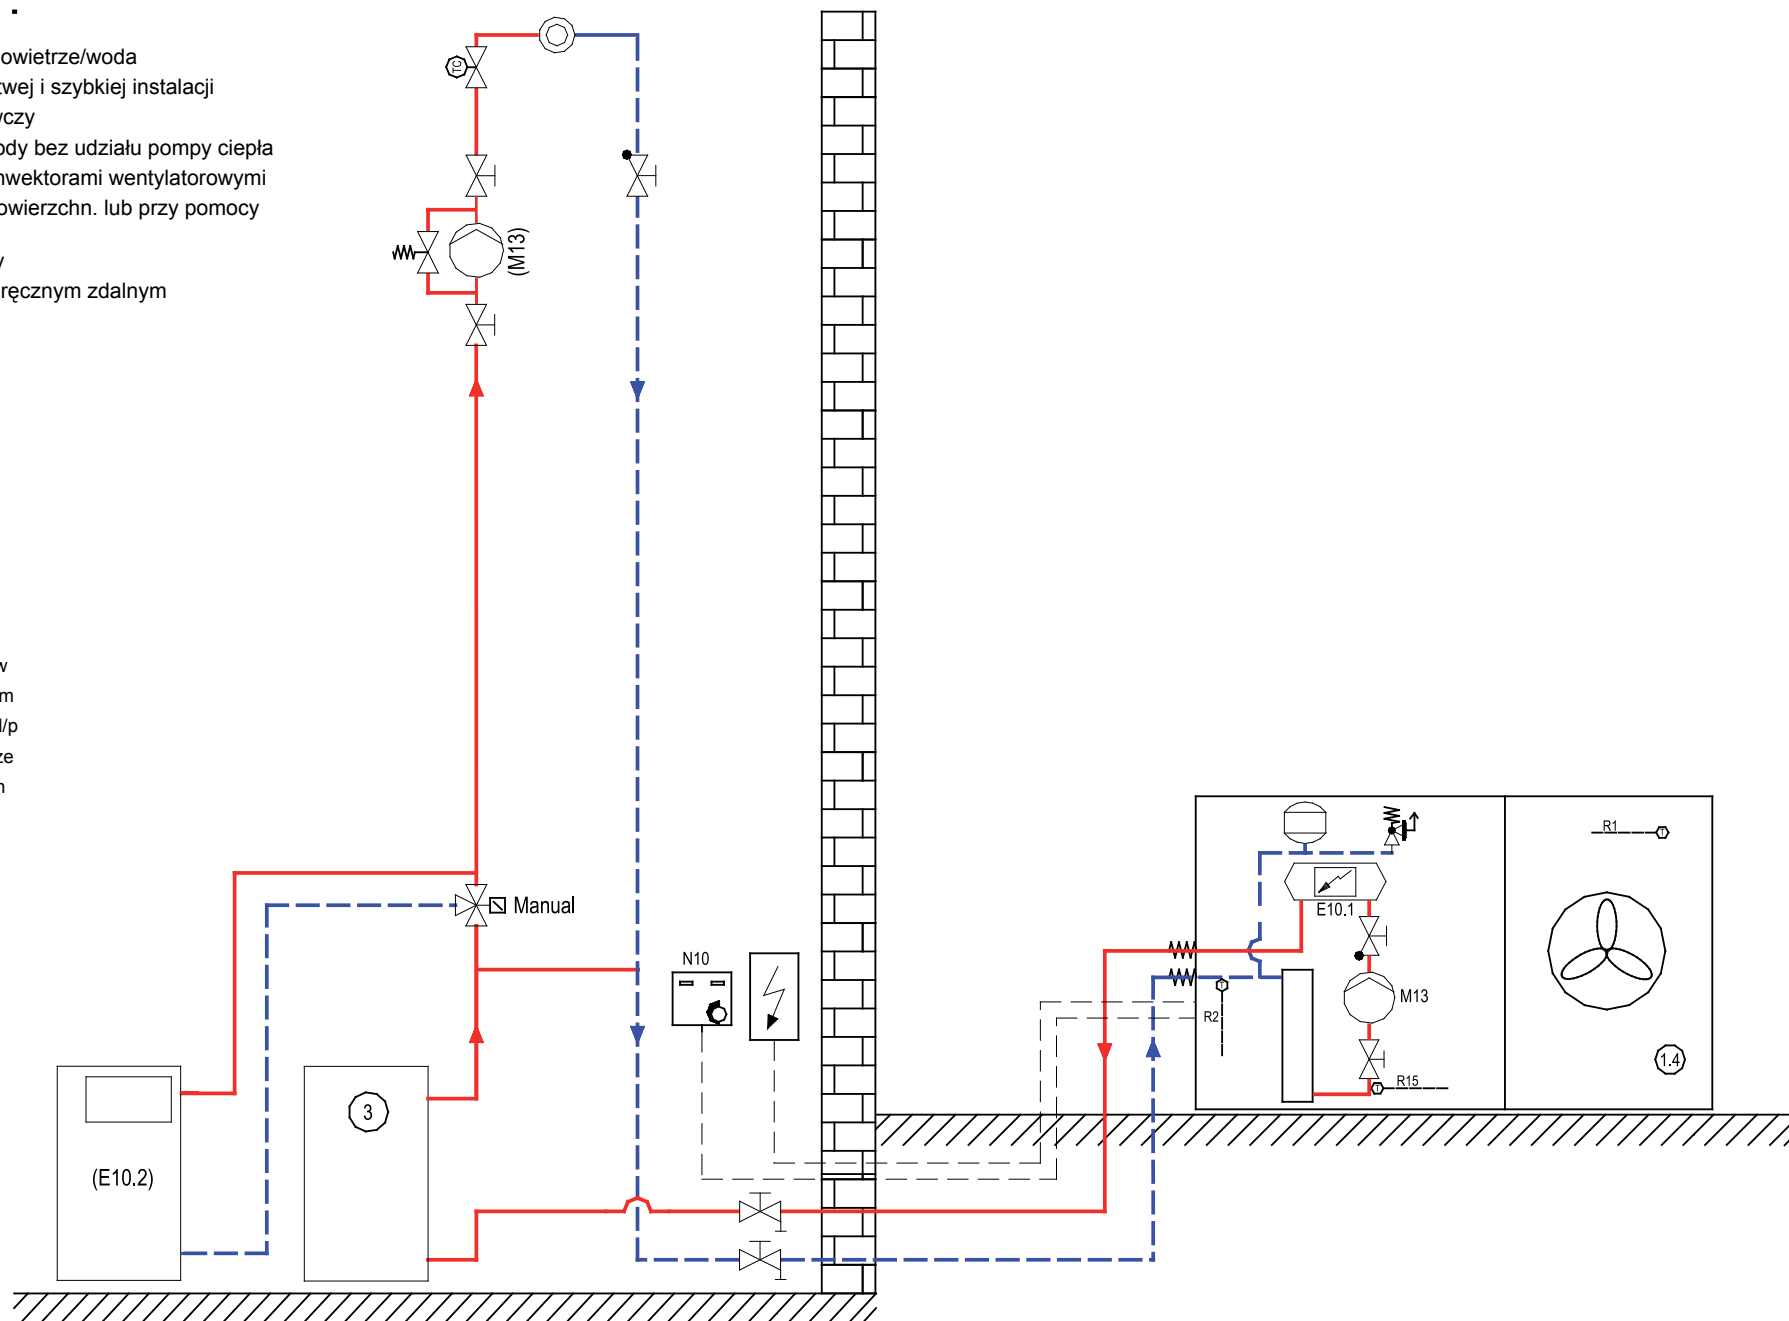 owietrze/woda
twej i szybkiej instalacji
wczy
ody bez udziału pompy ciepła
nwektorami wentylatorowymi
owierzchn. lub przy pomocy
y
ręcznym zdalnym
TC
(M13)
w
m
l/p
ze
h
Manual
N10
3
(E10.2)
R1
T
E10.1
M13
T
R2
1.4
T
R15